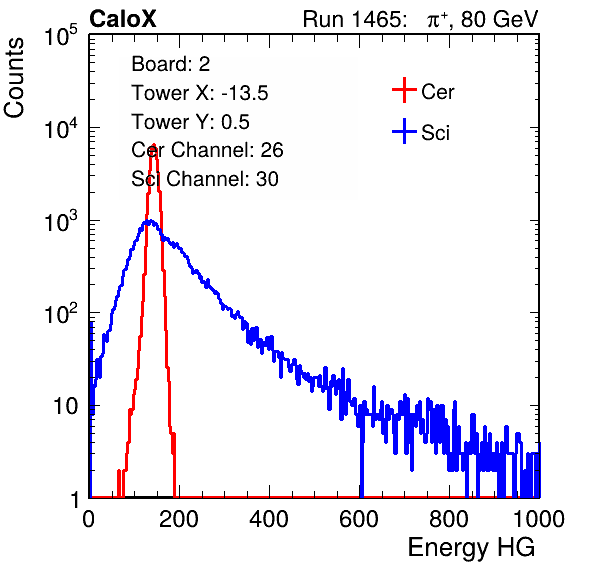 CaloX Run 1465: π⁺, 80 GeV
Board: 2
Tower X: -13.5
Tower Y: 0.5
Cer Channel: 26
Sci Channel: 30
Cer
Sci
Counts
10⁵
10⁴
10³
10²
10
1
0 200 400 600 800 1000
Energy HG